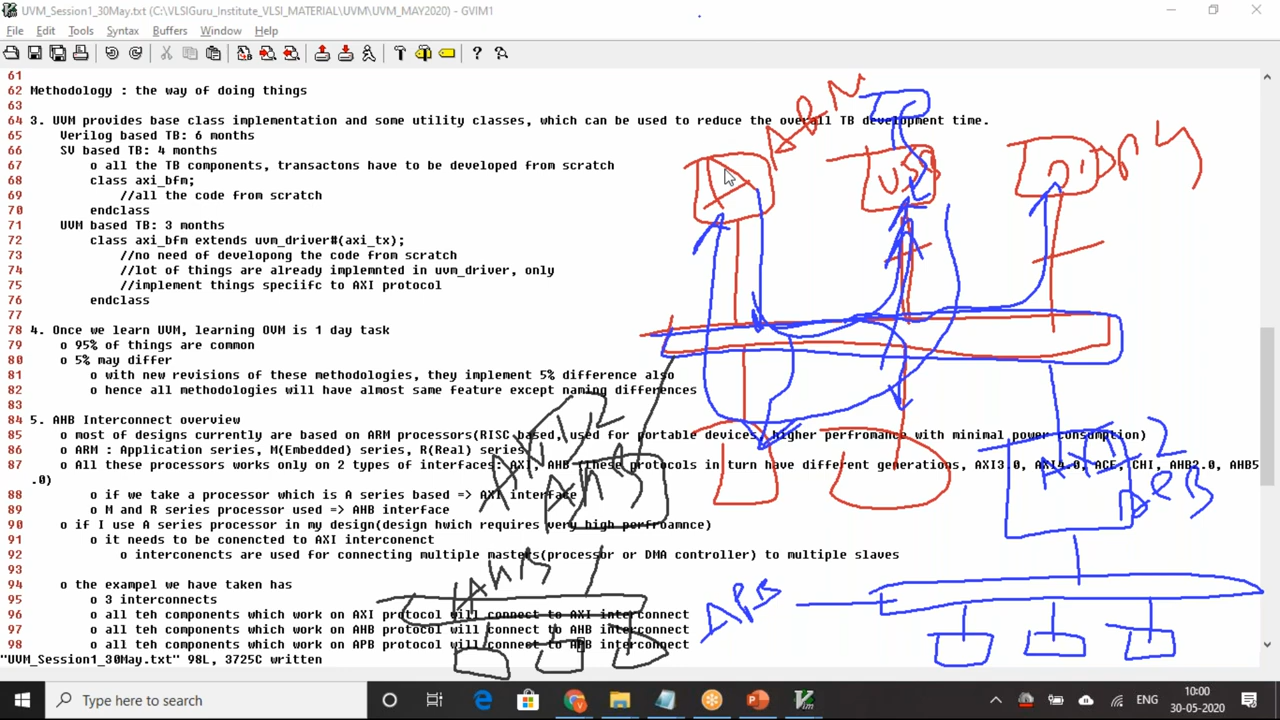 UVM_Session1_30May.txt (C:\VLSIGuru_Institute_VLSI_MATERIAL\UVM\UVM_MAY2020) - GVIM1
File Edit Tools Syntax Buffers Window Help
61
62 Methodology : the way of doing things
63
64 3. UVM provides base class implementation and some utility classes, which can be used to reduce the overall TB development time.
65 Verilog based TB: 6 months
66 SV based TB: 4 months
67 o all the TB components, transactons have to be developed from scratch
68 class axi_bfm;
69 //all the code from scratch
70 endclass
71 UVM based TB: 3 months
72 class axi_bfm extends uvm_driver#(axi_tx);
73 //no need of developong the code from scratch
74 //lot of things are already implemnted in uvm_driver, only
75 //implement things speciifc to AXI protocol
76 endclass
77
78 4. Once we learn UVM, learning OVM is 1 day task
79 o 95% of things are common
80 o 5% may differ
81 o with new revisions of these methodologies, they implement 5% difference also
82 o hence all methodologies will have almost same feature except naming differences
83
84 5. AHB Interconnect overview
85 o most of designs currently are based on ARM processors(RISC based, used for portable devices, higher perfromance with minimal power consumption)
86 o ARM : Application series, M(Embedded) series, R(Real) series
87 o All these processors works only on 2 types of interfaces: AXI, AHB (these protocols in turn have different generations, AXI3.0, AXI4.0, ACE, CHI, AHB2.0, AHB5
.0)
88 o if we take a processor which is A series based => AXI interface
89 o M and R series processor used => AHB interface
90 o if I use A series processor in my design(design hwich requires very high perfroamnce)
91 o it needs to be conencted to AXI interconenct
92 o interconencts are used for connecting multiple masters(processor or DMA controller) to multiple slaves
93
94 o the exampel we have taken has
95 o 3 interconnects
96 o all teh components which work on AXI protocol will connect to AXI interconnect
97 o all teh components which work on AHB protocol will connect to AHB interconnect
98 o all teh components which work on APB protocol will connect to APB interconnect
"UVM_Session1_30May.txt" 98L, 3725C written
USB
AHB
APB
APB
Type here to search
ENG
10:00
30-05-2020